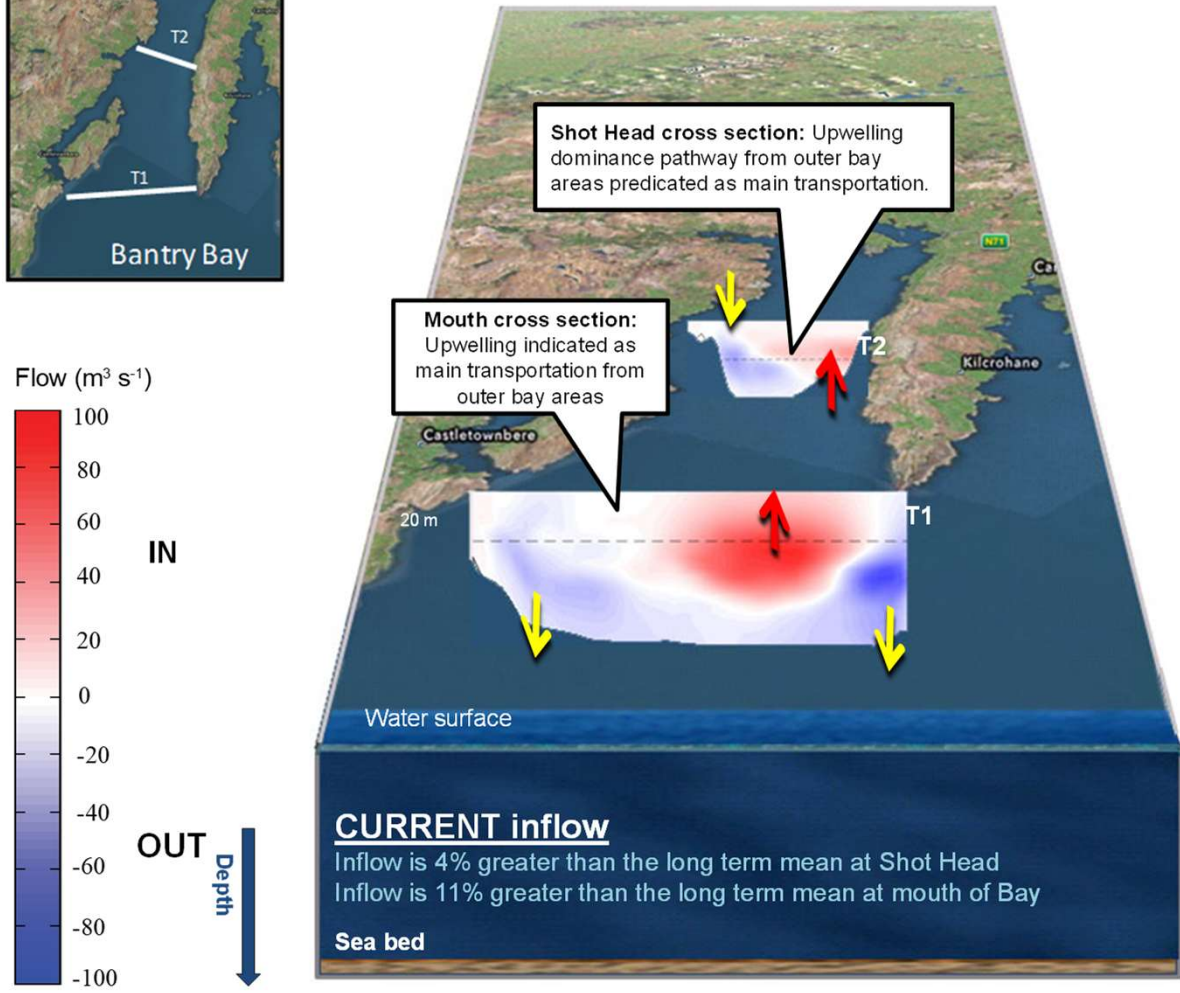 T2
T1
Bantry Bay
Shot Head cross section: Upwelling
dominance pathway from outer bay
areas predicated as main transportation.
N71
Mouth cross section:
Upwelling indicated as
main transportation from
outer bay areas
T2
Kilcrohane
Castletownbere
20 m
T1
Flow (m³ s⁻¹)
100
80
60
40
20
0
-20
-40
-60
-80
-100
IN
OUT
Depth
Water surface
CURRENT inflow
Inflow is 4% greater than the long term mean at Shot Head
Inflow is 11% greater than the long term mean at mouth of Bay
Sea bed